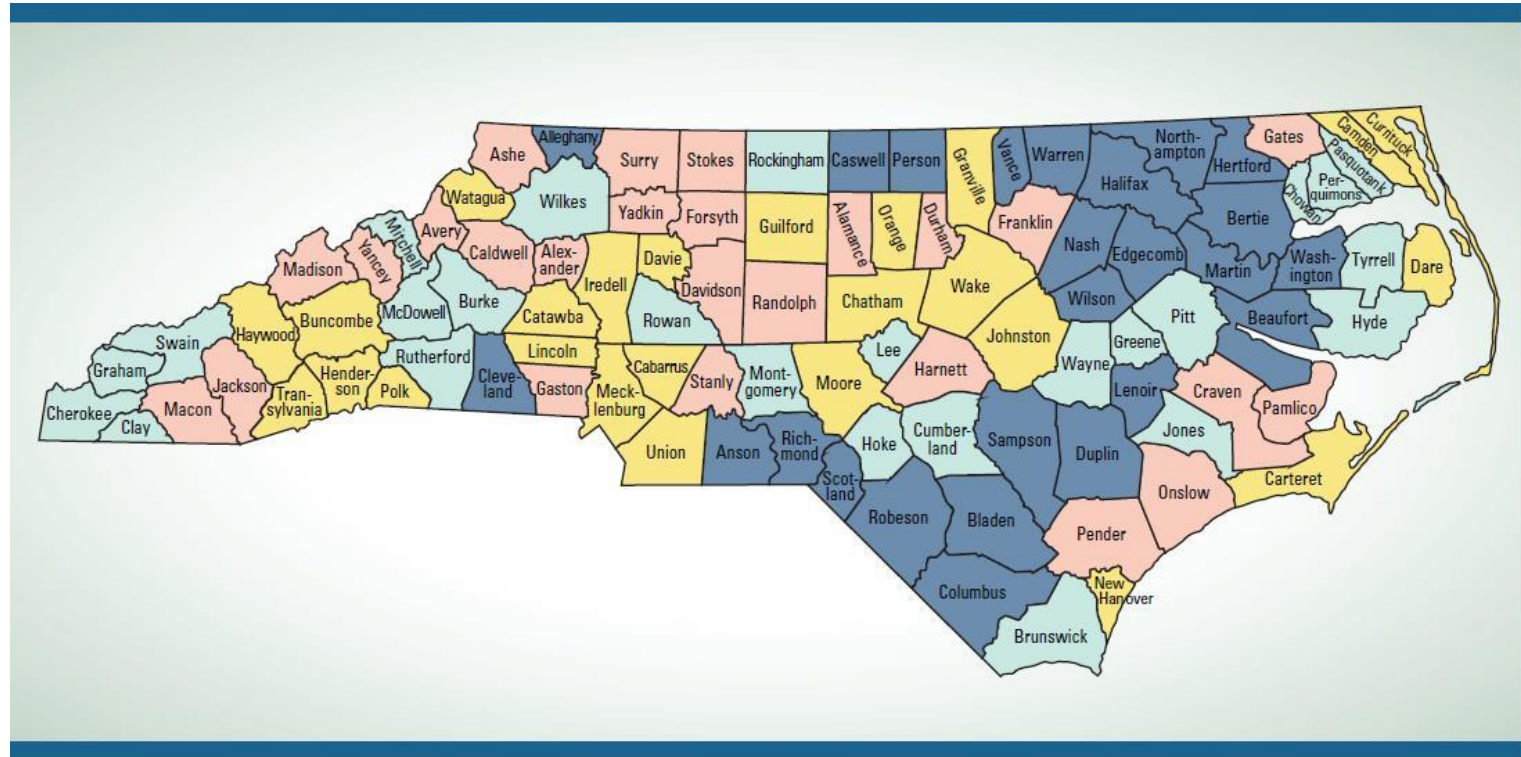 Alleghany
Ashe
Surry
Stokes
Rockingham
Caswell
Person
Granville
Vance
Warren
North-
ampton
Hertford
Gates
Camden
Currituck
Pasquotank
Per-
quimons
Chowan
Halifax
Bertie
Watagua
Wilkes
Yadkin
Forsyth
Guilford
Alamance
Orange
Durham
Franklin
Nash
Edgecomb
Martin
Wash-
ington
Tyrrell
Dare
Mitchell
Avery
Yancey
Madison
Caldwell
Alex-
ander
Iredell
Davie
Davidson
Randolph
Chatham
Wake
Wilson
Johnston
Pitt
Beaufort
Hyde
Haywood
Buncombe
McDowell
Burke
Catawba
Rowan
Lincoln
Swain
Graham
Cherokee
Clay
Macon
Jackson
Tran-
sylvania
Hender-
son
Polk
Rutherford
Cleve-
land
Gaston
Meck-
lenburg
Cabarrus
Stanly
Mont-
gomery
Moore
Lee
Harnett
Wayne
Greene
Lenoir
Craven
Pamlico
Jones
Carteret
Union
Anson
Rich-
mond
Scot-
land
Hoke
Cumber-
land
Sampson
Duplin
Onslow
Robeson
Bladen
Pender
Columbus
New
Hanover
Brunswick